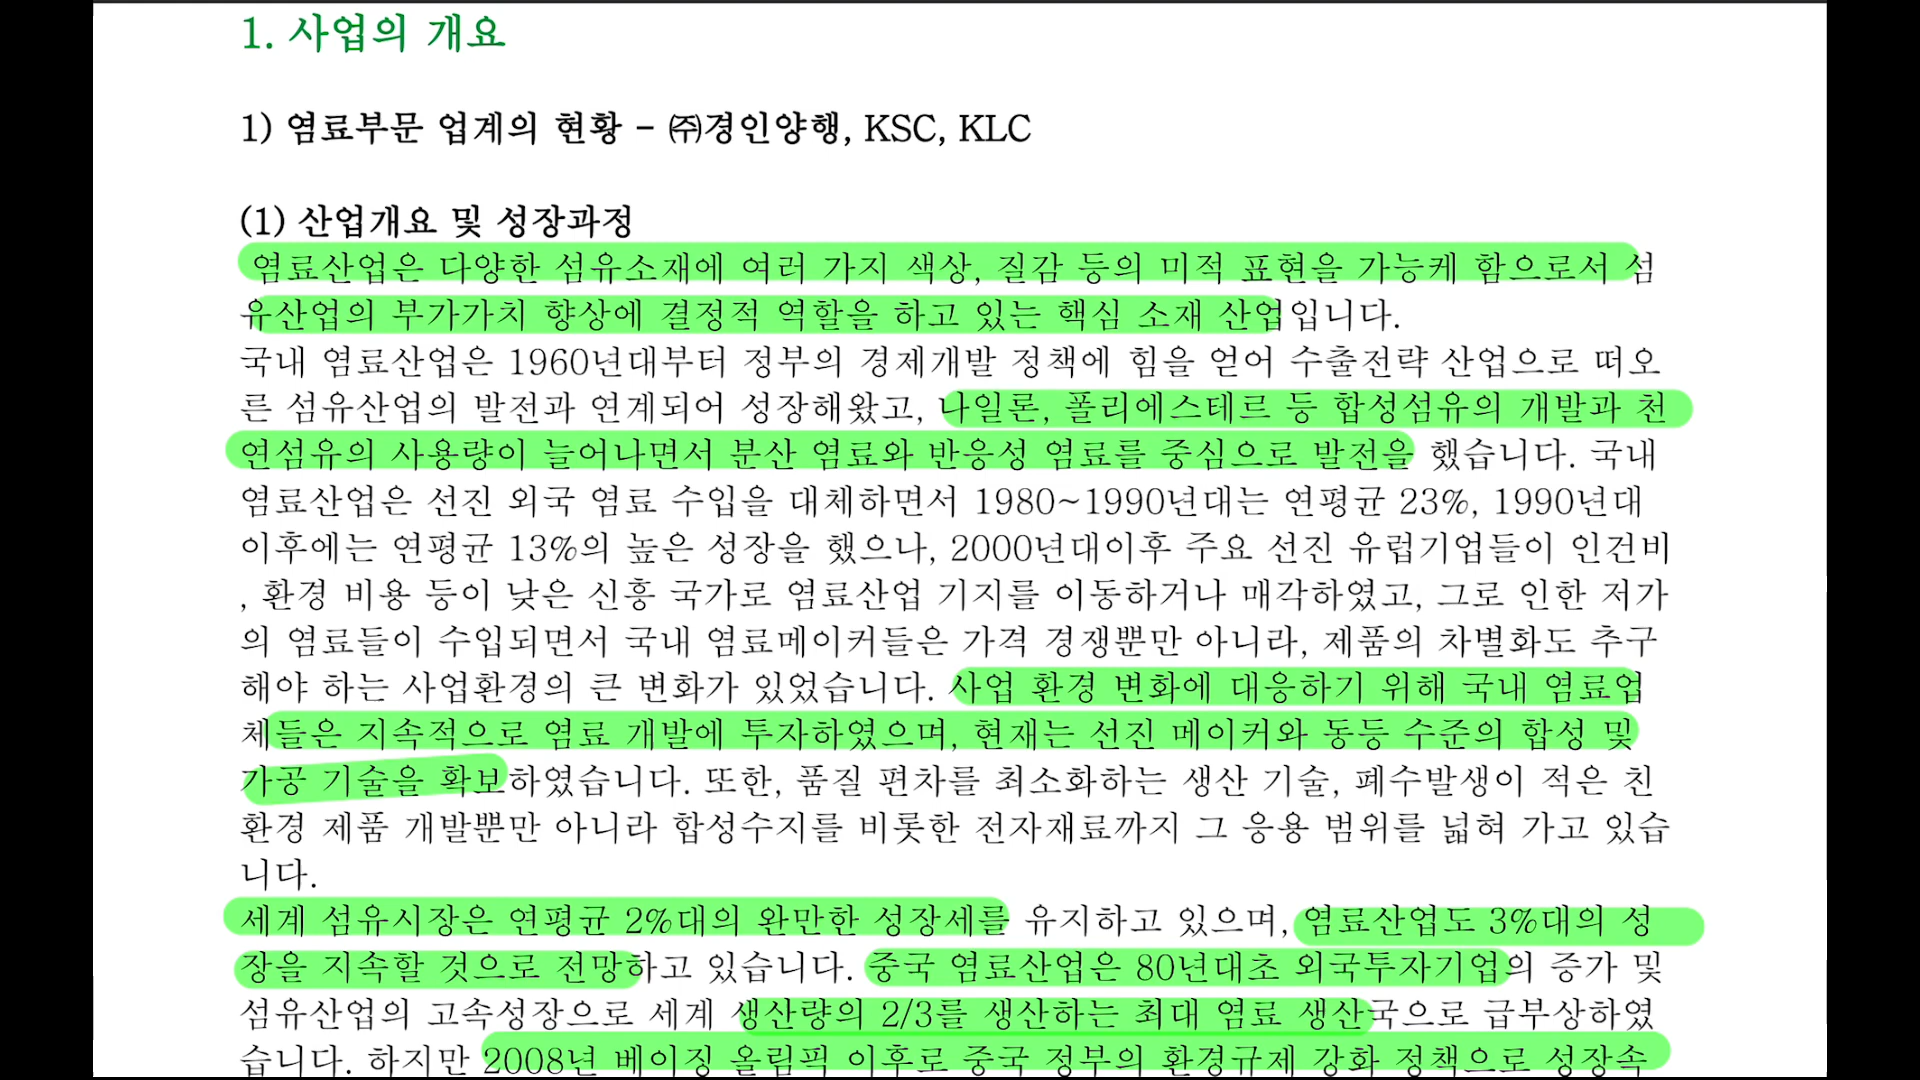 1. 사업의 개요
1) 염료부문 업계의 현황 - ㈜경인양행, KSC, KLC
(1) 산업개요 및 성장과정
염료산업은 다양한 섬유소재에 여러 가지 색상, 질감 등의 미적 표현을 가능케 함으로서 섬
유산업의 부가가치 향상에 결정적 역할을 하고 있는 핵심 소재 산업입니다.
국내 염료산업은 1960년대부터 정부의 경제개발 정책에 힘을 얻어 수출전략 산업으로 떠오
른 섬유산업의 발전과 연계되어 성장해왔고, 나일론, 폴리에스테르 등 합성섬유의 개발과 천
연섬유의 사용량이 늘어나면서 분산 염료와 반응성 염료를 중심으로 발전을 했습니다. 국내
염료산업은 선진 외국 염료 수입을 대체하면서 1980~1990년대는 연평균 23%, 1990년대
이후에는 연평균 13%의 높은 성장을 했으나, 2000년대이후 주요 선진 유럽기업들이 인건비
, 환경 비용 등이 낮은 신흥 국가로 염료산업 기지를 이동하거나 매각하였고, 그로 인한 저가
의 염료들이 수입되면서 국내 염료메이커들은 가격 경쟁뿐만 아니라, 제품의 차별화도 추구
해야 하는 사업환경의 큰 변화가 있었습니다. 사업 환경 변화에 대응하기 위해 국내 염료업
체들은 지속적으로 염료 개발에 투자하였으며, 현재는 선진 메이커와 동등 수준의 합성 및
가공 기술을 확보하였습니다. 또한, 품질 편차를 최소화하는 생산 기술, 폐수발생이 적은 친
환경 제품 개발뿐만 아니라 합성수지를 비롯한 전자재료까지 그 응용 범위를 넓혀 가고 있습
니다.
세계 섬유시장은 연평균 2%대의 완만한 성장세를 유지하고 있으며, 염료산업도 3%대의 성
장을 지속할 것으로 전망하고 있습니다. 중국 염료산업은 80년대초 외국투자기업의 증가 및
섬유산업의 고속성장으로 세계 생산량의 2/3를 생산하는 최대 염료 생산국으로 급부상하였
습니다. 하지만 2008년 베이징 올림픽 이후로 중국 정부의 환경규제 강화 정책으로 성장속